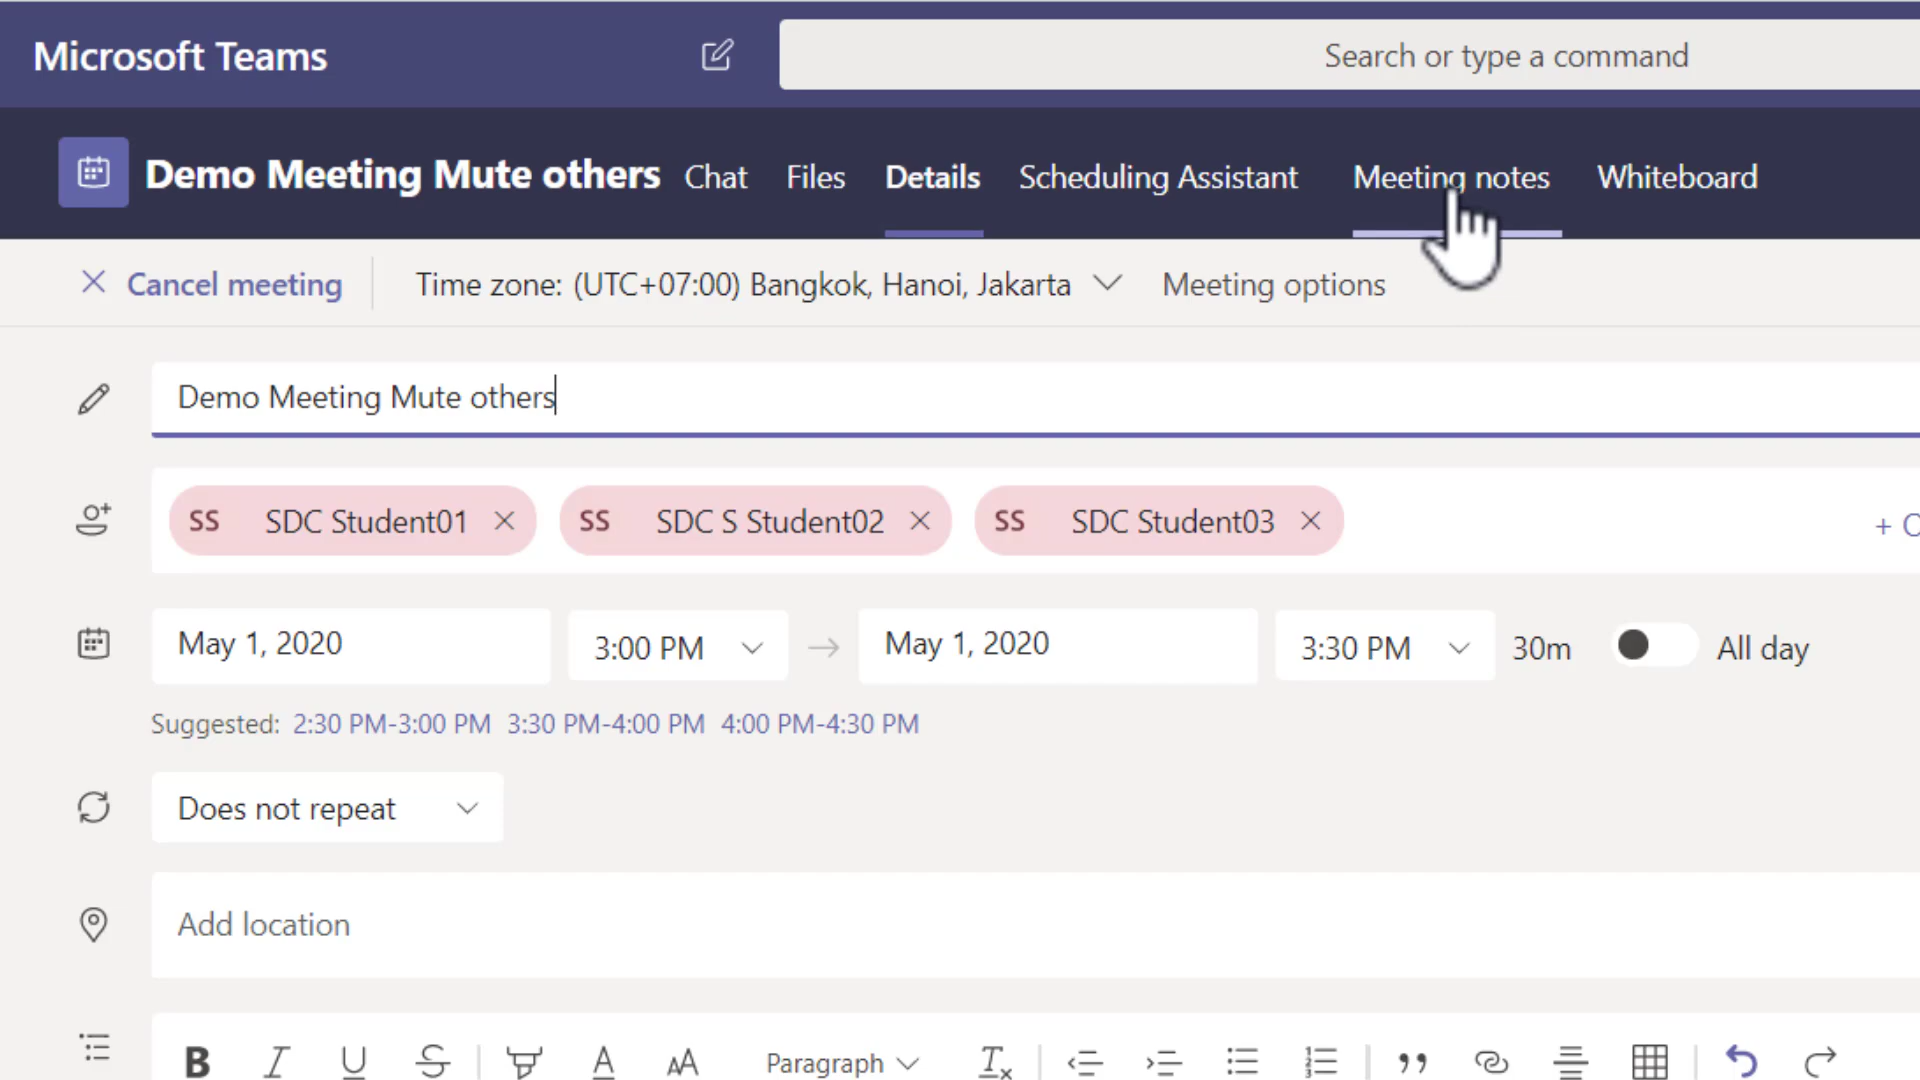 Microsoft Teams
Search or type a command
Demo Meeting Mute others Chat Files Details Scheduling Assistant Meeting notes Whiteboard
Cancel meeting Time zone: (UTC+07:00) Bangkok, Hanoi, Jakarta Meeting options
Demo Meeting Mute others
SS SDC Student01 SS SDC S Student02 SS SDC Student03
May 1, 2020 3:00 PM → May 1, 2020 3:30 PM 30m All day
Suggested: 2:30 PM-3:00 PM 3:30 PM-4:00 PM 4:00 PM-4:30 PM
Does not repeat
Add location
Paragraph